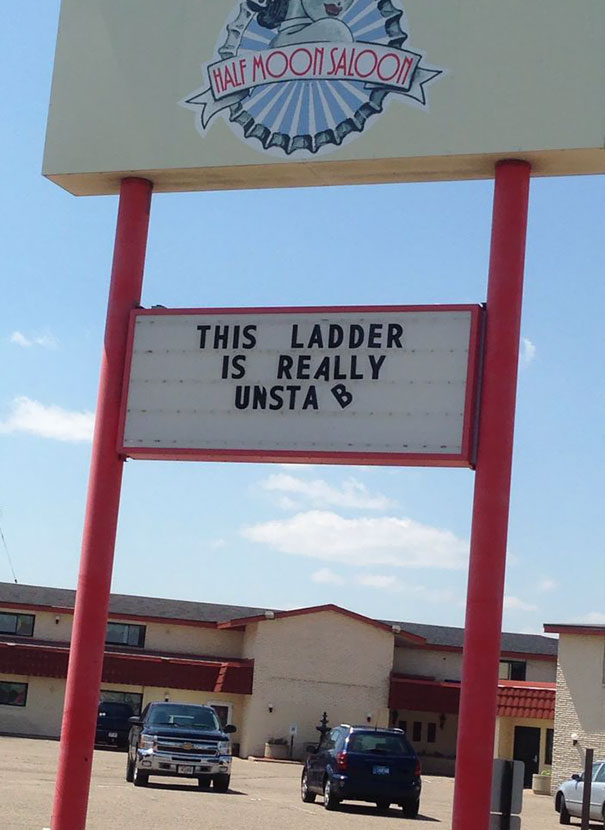 HALF MOON SALOON
THIS LADDER
IS REALLY
UNSTA B